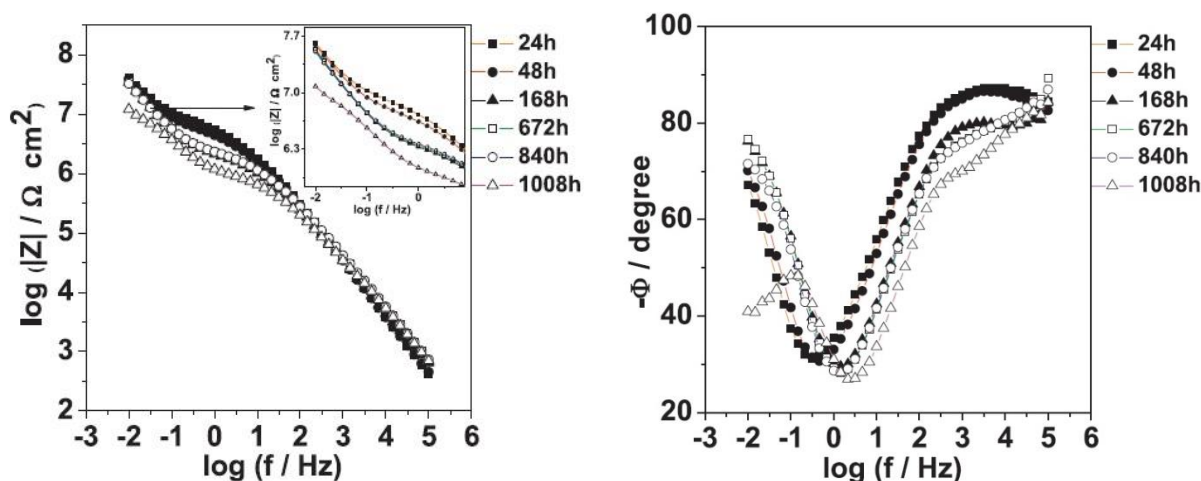 log (|Z| / Ω cm²)
8
7
6
5
4
3
2
-3 -2 -1 0 1 2 3 4 5 6
log (f / Hz)
log (|Z| / Ω cm²)
7.7
7.0
6.3
-2 -1 0
log (f / Hz)
24h
48h
168h
672h
840h
1008h
-Φ / degree
100
80
60
40
20
-3 -2 -1 0 1 2 3 4 5 6
log (f / Hz)
24h
48h
168h
672h
840h
1008h